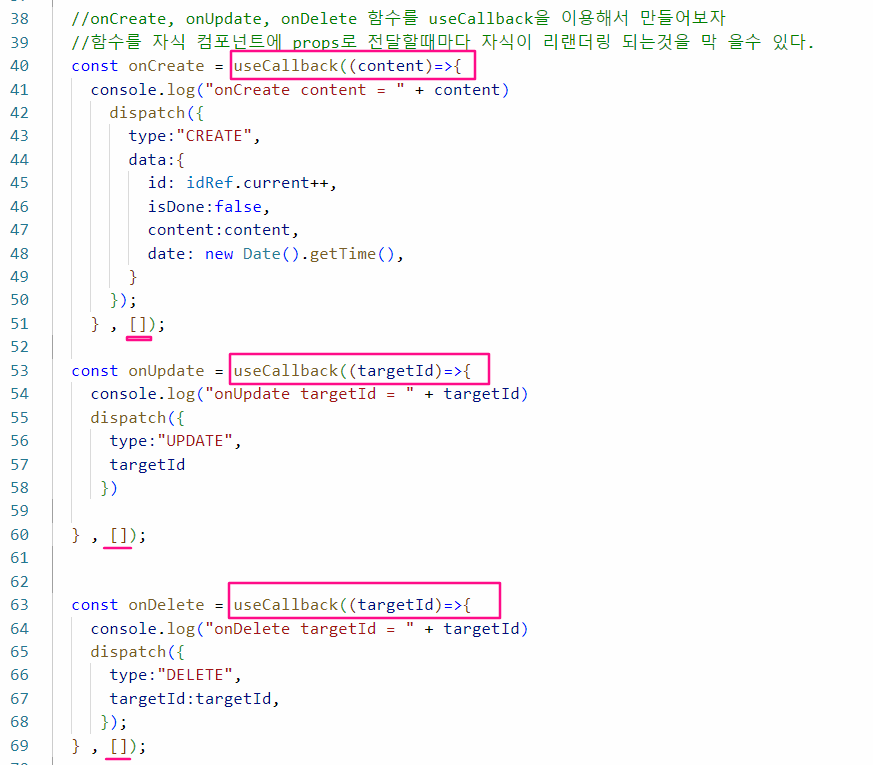 38 //onCreate, onUpdate, onDelete 함수를 useCallback을 이용해서 만들어보자
39 //함수를 자식 컴포넌트에 props로 전달할때마다 자식이 리랜더링 되는것을 막 을수 있다.
40 const onCreate = useCallback((content)=>{
41 console.log("onCreate content = " + content)
42 dispatch({
43 type:"CREATE",
44 data:{
45 id: idRef.current++,
46 isDone:false,
47 content:content,
48 date: new Date().getTime(),
49 }
50 });
51 } , []);
52
53 const onUpdate = useCallback((targetId)=>{
54 console.log("onUpdate targetId = " + targetId)
55 dispatch({
56 type:"UPDATE",
57 targetId
58 })
59
60 } , []);
61
62
63 const onDelete = useCallback((targetId)=>{
64 console.log("onDelete targetId = " + targetId)
65 dispatch({
66 type:"DELETE",
67 targetId:targetId,
68 });
69 } , []);